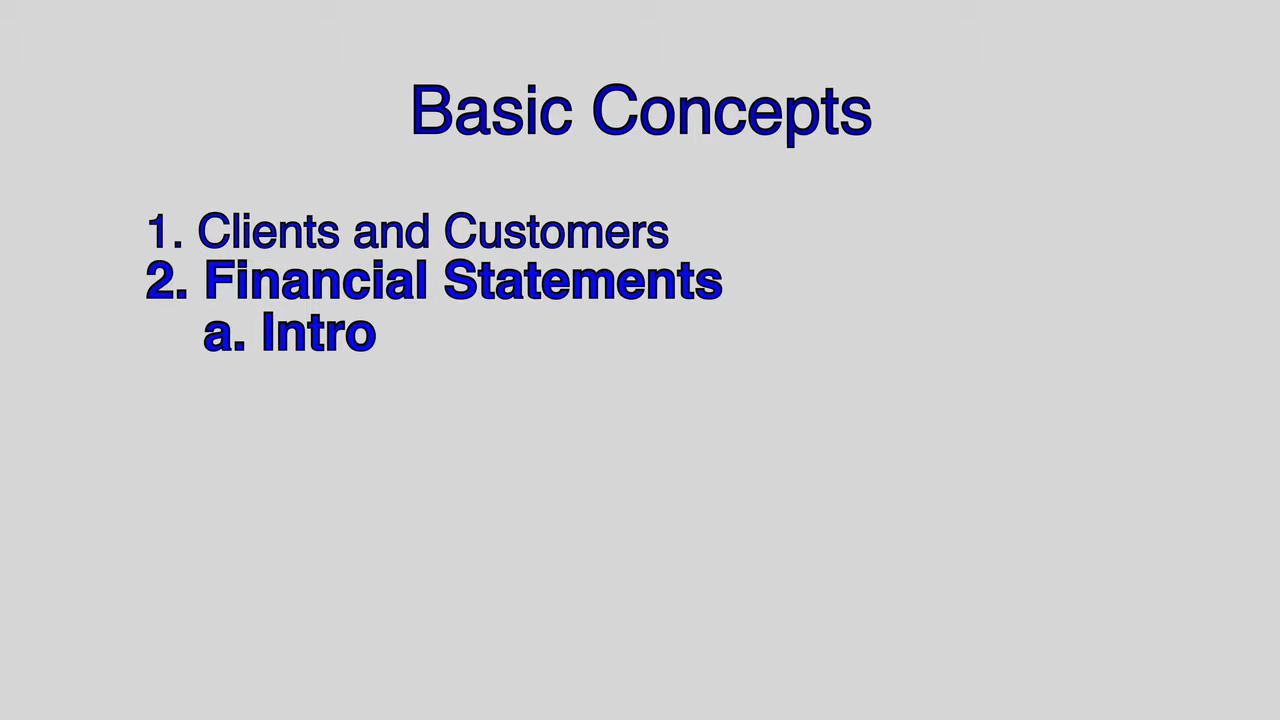 Basic Concepts
1. Clients and Customers
2. Financial Statements
a. Intro